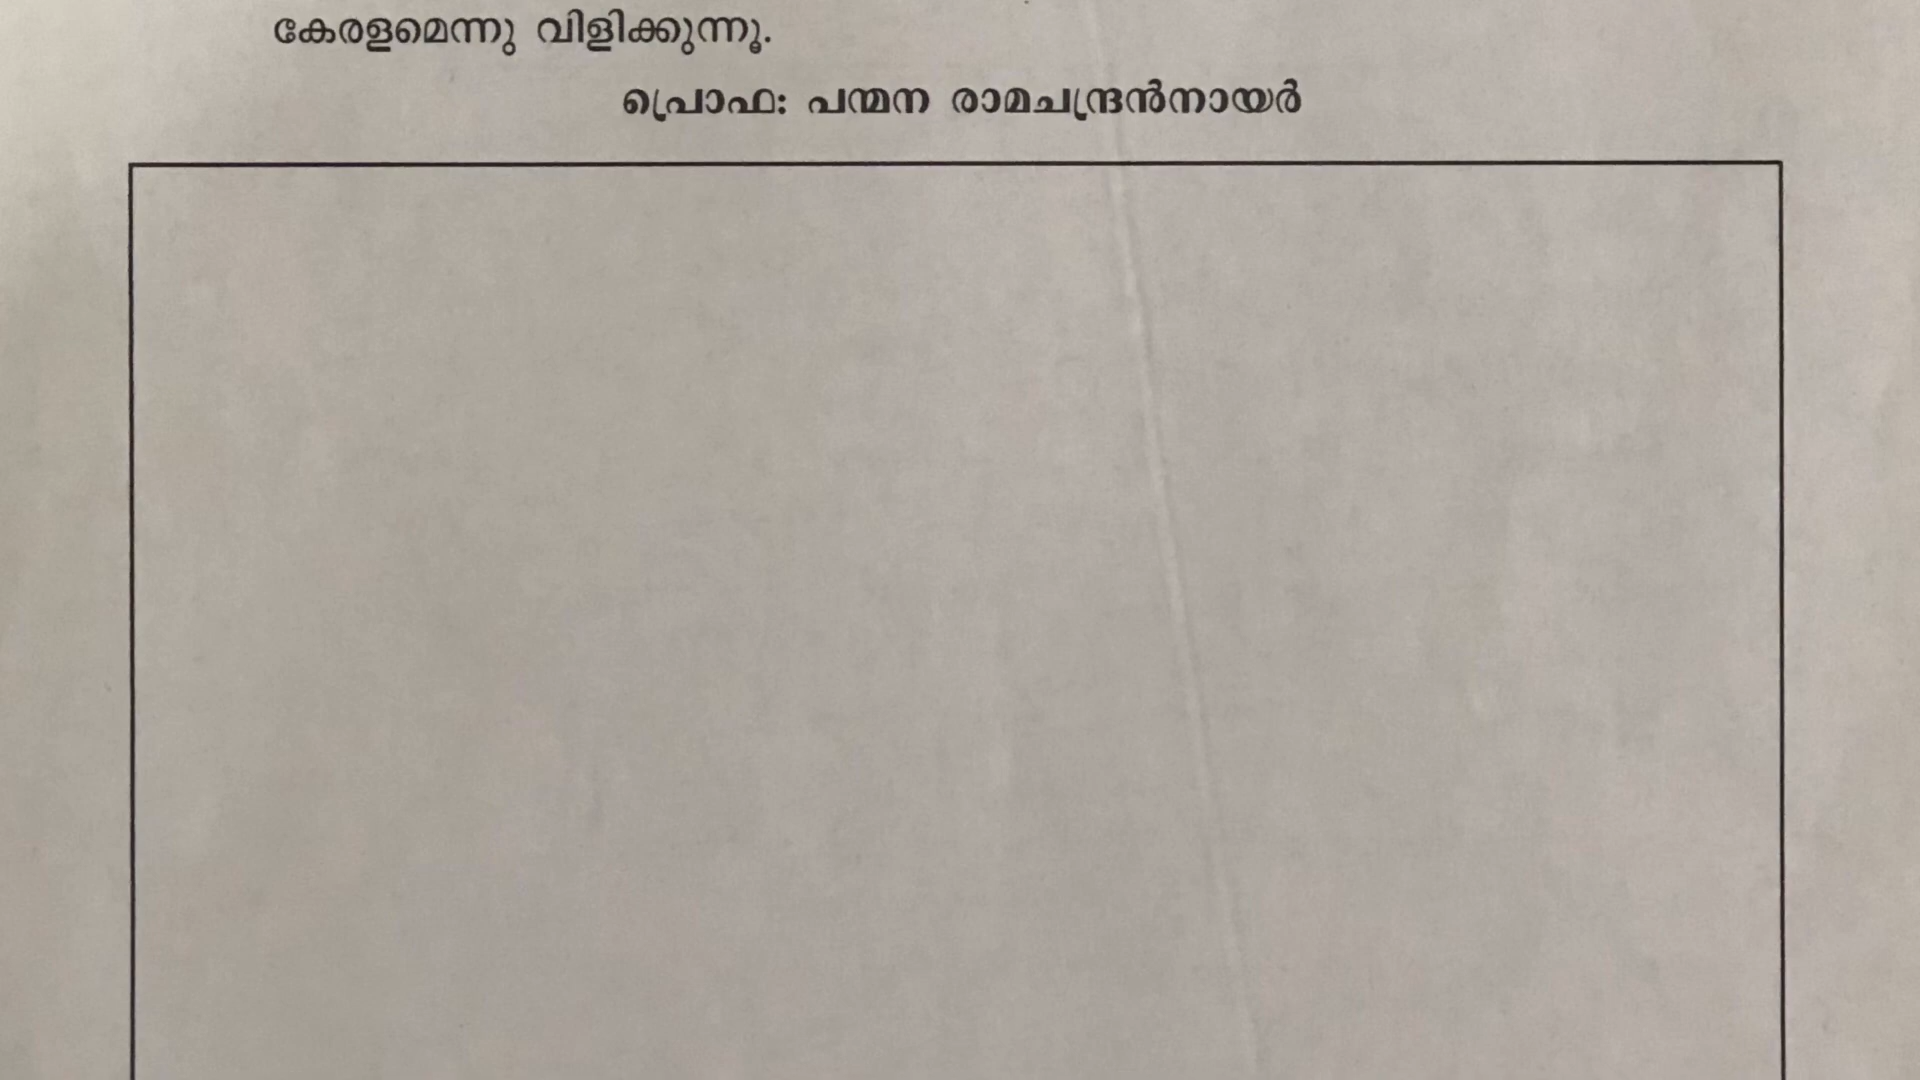 കേരളമെന്നു വിളിക്കുന്നൂ.
പ്രൊഫ: പന്മന രാമചന്ദ്രൻനായർ